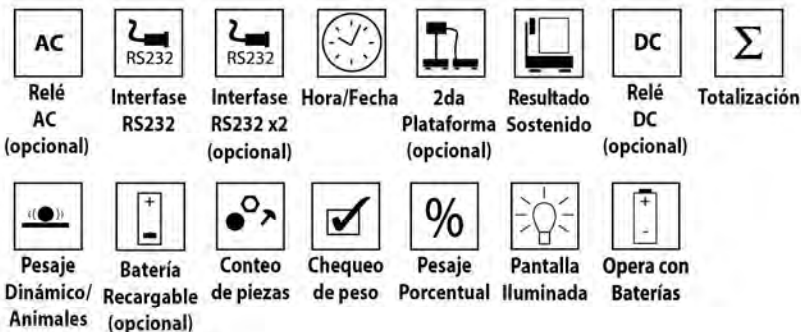 AC
RS232
RS232
DC
Σ
Relé
AC
(opcional)
Interfase
RS232
Interfase
RS232 x2
(opcional)
Hora/Fecha
2da
Plataforma
(opcional)
Resultado
Sostenido
Relé
DC
(opcional)
Totalización
+
-
%
+
-
Pesaje
Dinámico/
Animales
Batería
Recargable
(opcional)
Conteo
de piezas
Chequeo
de peso
Pesaje
Porcentual
Pantalla
Iluminada
Opera con
Baterías